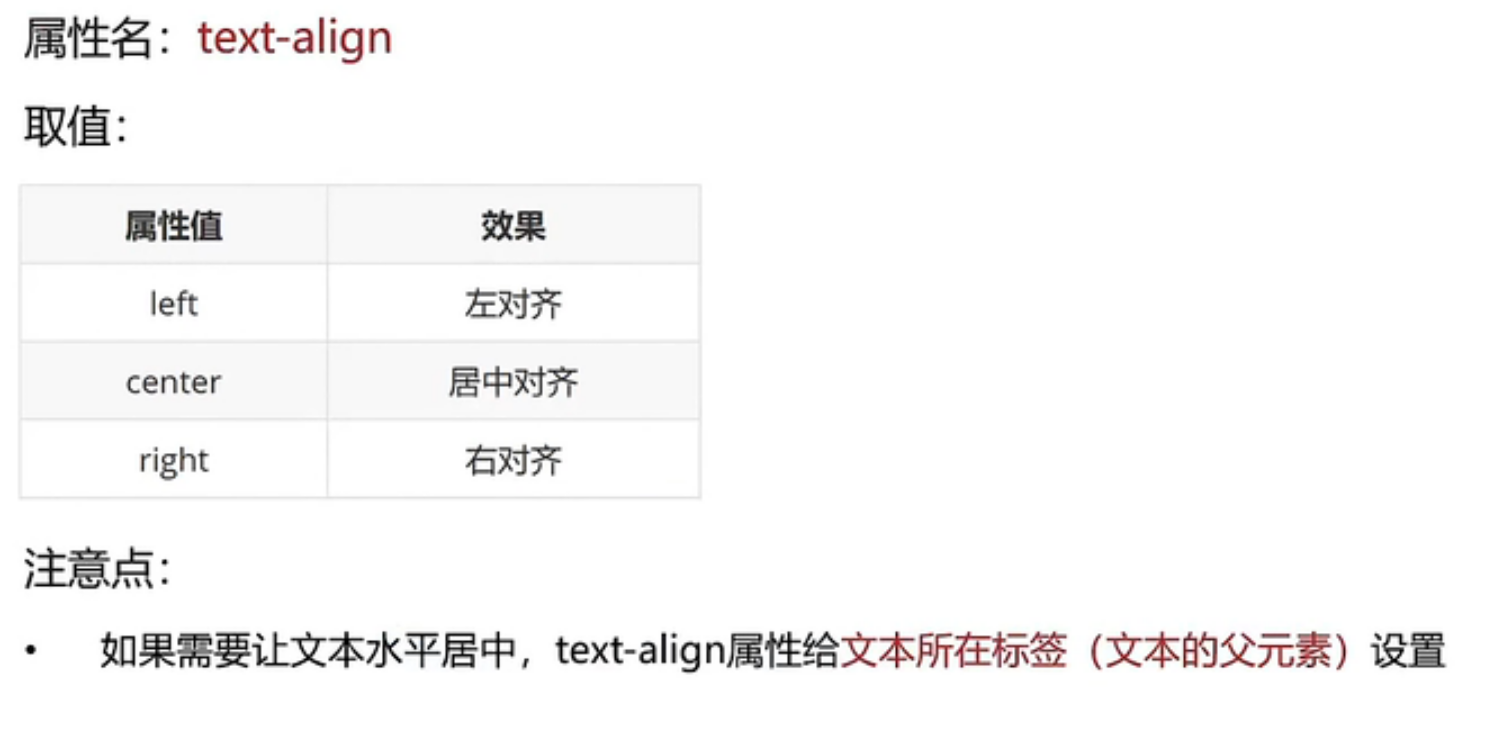 属性名：text-align
取值：
属性值 效果
left 左对齐
center 居中对齐
right 右对齐
注意点：
• 如果需要让文本水平居中，text-align属性给文本所在标签（文本的父元素）设置